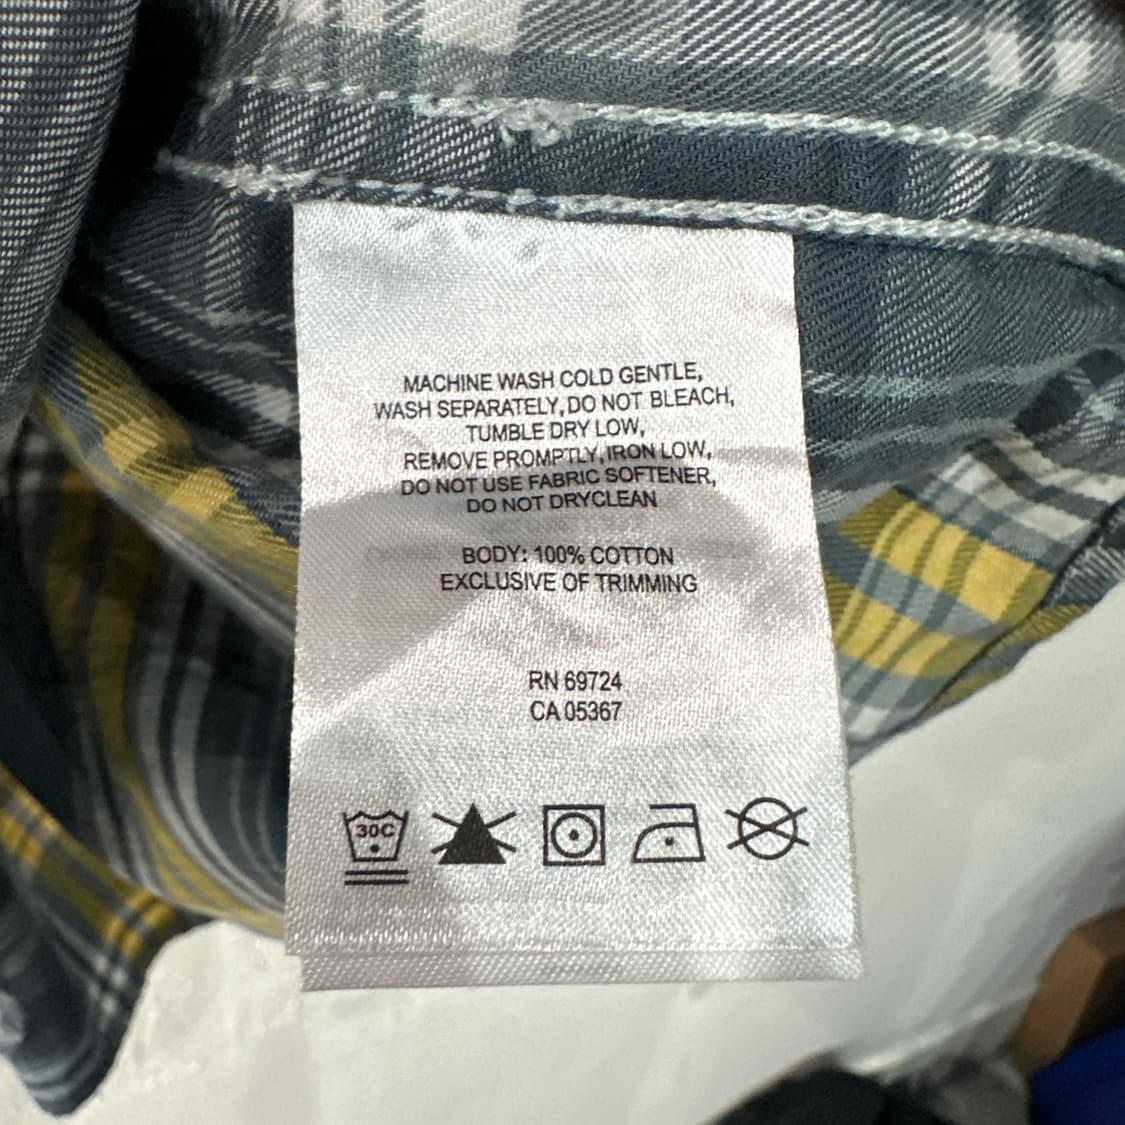 MACHINE WASH COLD GENTLE,
WASH SEPARATELY, DO NOT BLEACH,
TUMBLE DRY LOW,
REMOVE PROMPTLY, IRON LOW,
DO NOT USE FABRIC SOFTENER,
DO NOT DRYCLEAN
BODY: 100% COTTON
EXCLUSIVE OF TRIMMING
RN 69724
CA 05367
30C